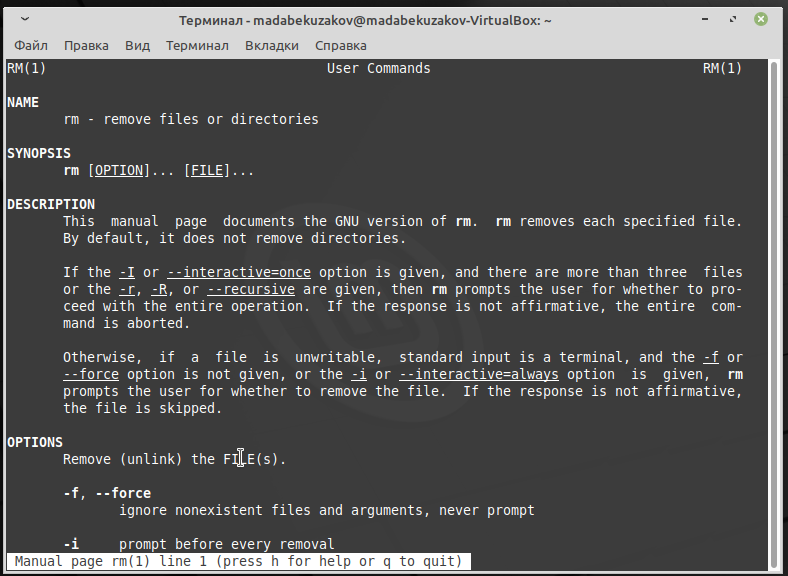 Терминал - madabekuzakov@madabekuzakov-VirtualBox: ~
Файл Правка Вид Терминал Вкладки Справка
RM(1) User Commands RM(1)
NAME
rm - remove files or directories
SYNOPSIS
rm [OPTION]... [FILE]...
DESCRIPTION
This manual page documents the GNU version of rm. rm removes each specified file.
By default, it does not remove directories.
If the -I or --interactive=once option is given, and there are more than three files
or the -r, -R, or --recursive are given, then rm prompts the user for whether to pro-
ceed with the entire operation. If the response is not affirmative, the entire com-
mand is aborted.
Otherwise, if a file is unwritable, standard input is a terminal, and the -f or
--force option is not given, or the -i or --interactive=always option is given, rm
prompts the user for whether to remove the file. If the response is not affirmative,
the file is skipped.
OPTIONS
Remove (unlink) the FILE(s).
-f, --force
ignore nonexistent files and arguments, never prompt
-i prompt before every removal
Manual page rm(1) line 1 (press h for help or q to quit)